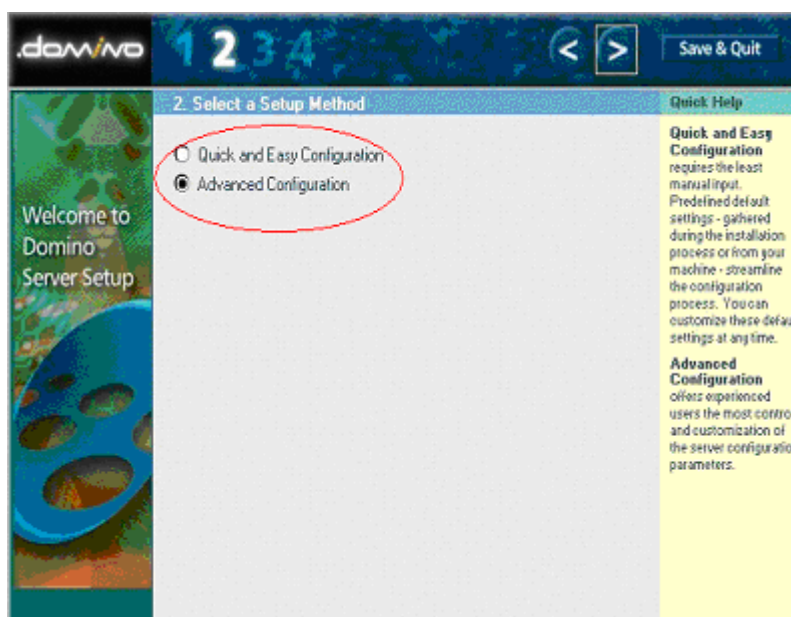 .domino
1 2 3 4
< >
Save & Quit
2. Select a Setup Method
Quick and Easy Configuration
Advanced Configuration
Welcome to
Domino
Server Setup
Quick Help
Quick and Easy
Configuration
requires the least
manual input.
Predefined default
settings - gathered
during the installation
process or from your
machine - streamline
the configuration
process. You can
customize these defau
settings at any time.
Advanced
Configuration
offers experienced
users the most contro
and customization of
the server configuratio
parameters.